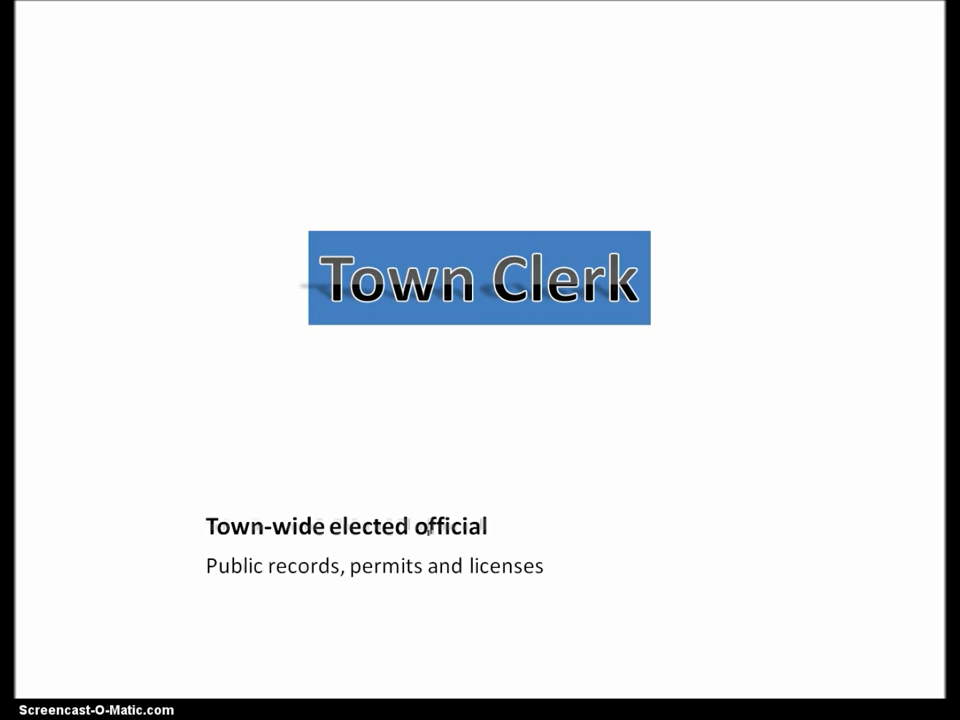 Town Clerk
Town-wide elected official
Public records, permits and licenses
Screencast-O-Matic.com